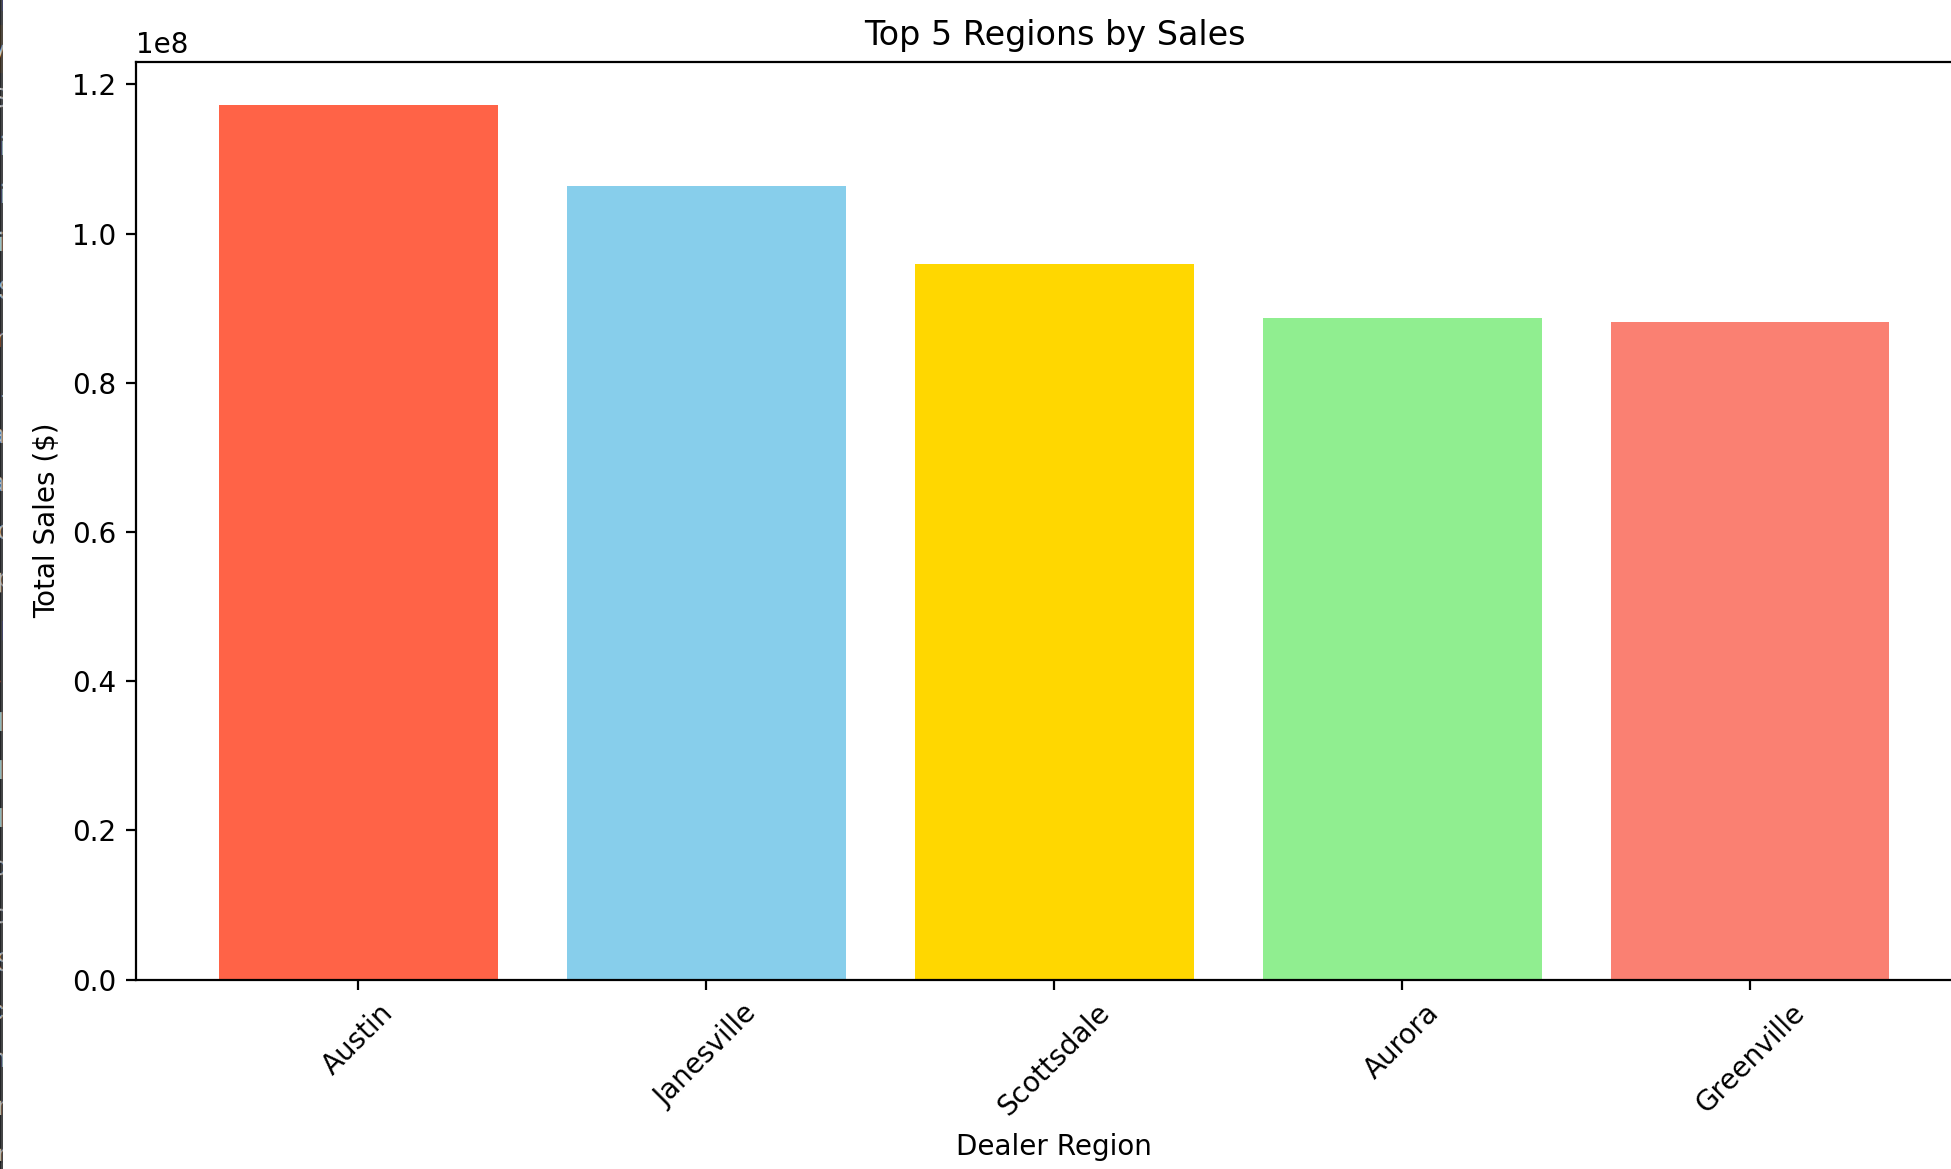 Top 5 Regions by Sales
1e8
1.2
1.0
0.8
0.6
0.4
0.2
0.0
Total Sales ($)
Austin
Janesville
Scottsdale
Aurora
Greenville
Dealer Region